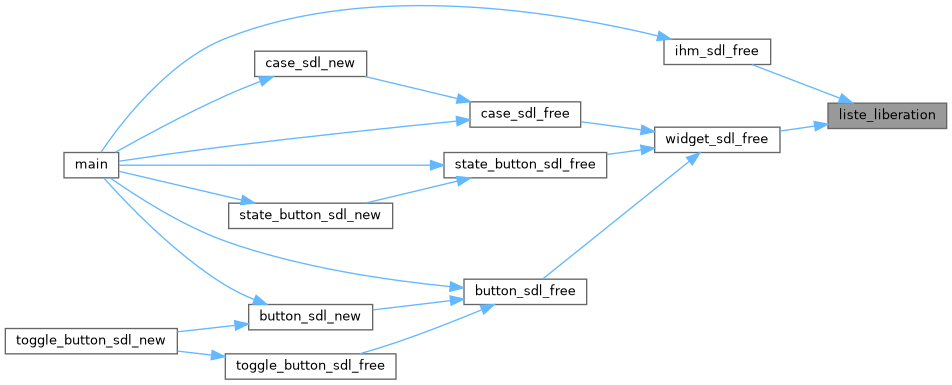 ihm_sdl_free
case_sdl_new
case_sdl_free
liste_liberation
widget_sdl_free
main
state_button_sdl_free
state_button_sdl_new
button_sdl_free
button_sdl_new
toggle_button_sdl_new
toggle_button_sdl_free